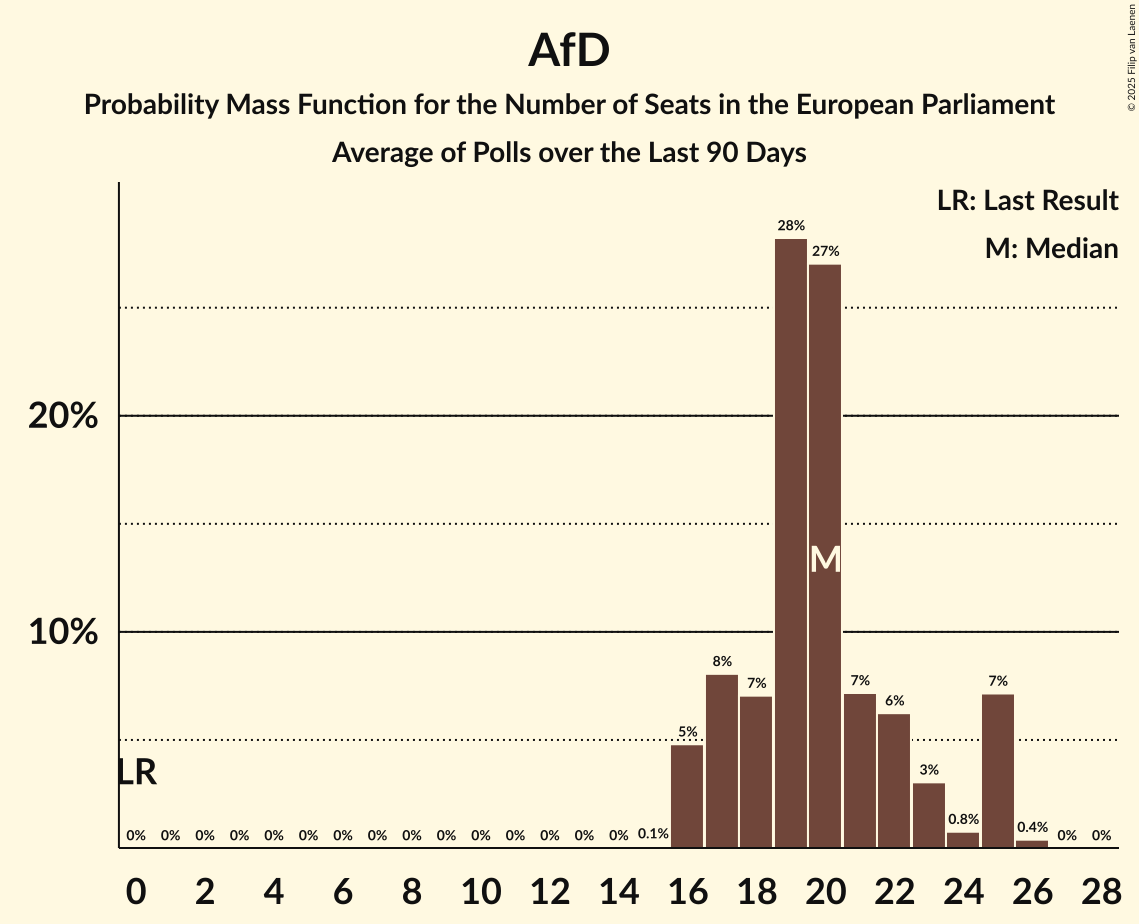 AfD
Probability Mass Function for the Number of Seats in the European Parliament
Average of Polls over the Last 90 Days
© 2025 Filip van Laenen
LR: Last Result
M: Median
28%
27%
20%
M
10%
8%
7%
7%
6%
7%
5%
3%
LR
0% 0% 0% 0% 0% 0% 0% 0% 0% 0% 0% 0% 0% 0% 0% 0.1% 0.8% 0.4% 0% 0%
0 2 4 6 8 10 12 14 16 18 20 22 24 26 28